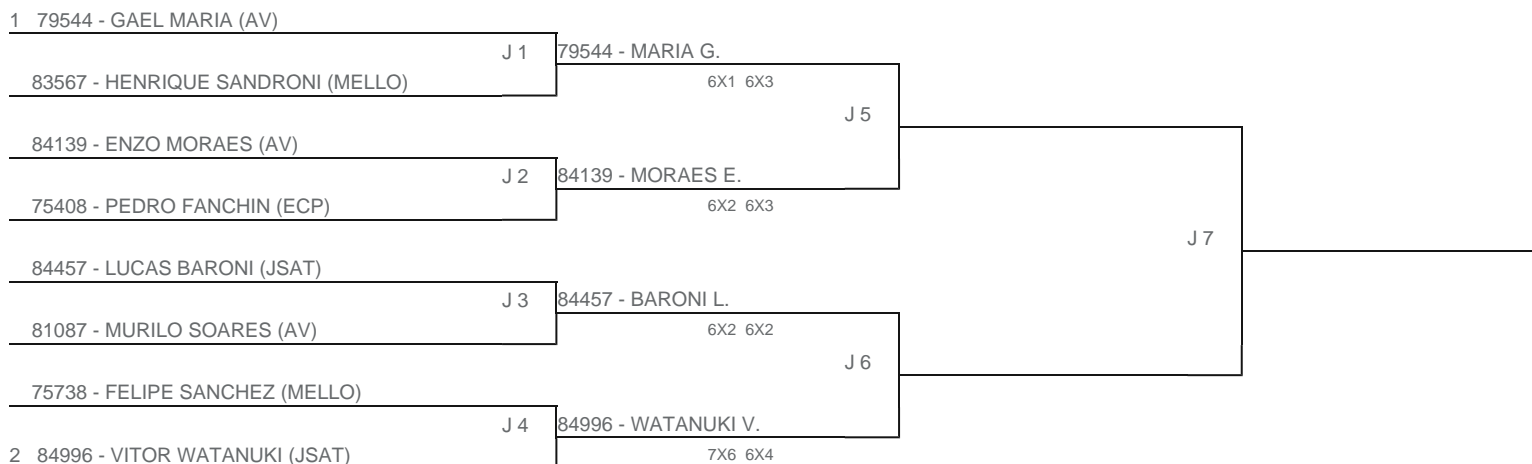 1 79544 - GAEL MARIA (AV)
J 1 79544 - MARIA G.
83567 - HENRIQUE SANDRONI (MELLO) 6X1 6X3
J 5
84139 - ENZO MORAES (AV)
J 2 84139 - MORAES E.
75408 - PEDRO FANCHIN (ECP) 6X2 6X3
J 7
84457 - LUCAS BARONI (JSAT)
J 3 84457 - BARONI L.
81087 - MURILO SOARES (AV) 6X2 6X2
J 6
75738 - FELIPE SANCHEZ (MELLO)
J 4 84996 - WATANUKI V.
2 84996 - VITOR WATANUKI (JSAT) 7X6 6X4